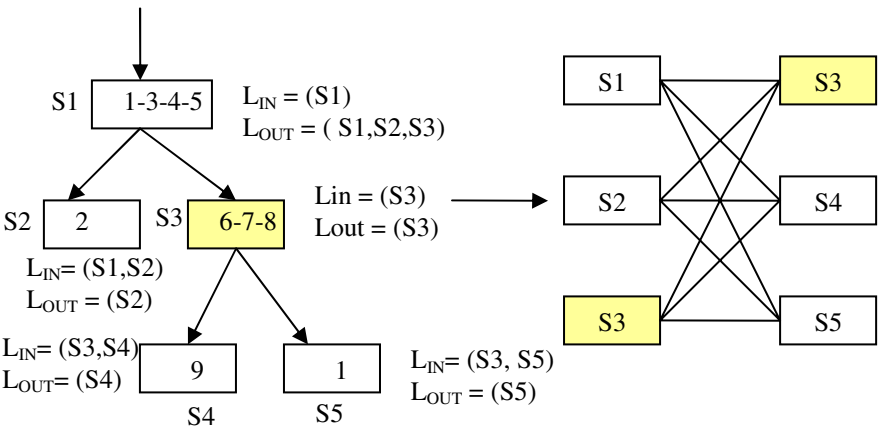 S1 1-3-4-5 L_IN = (S1)
L_OUT = ( S1,S2,S3)
S2 2 S3 6-7-8 Lin = (S3)
Lout = (S3)
L_IN= (S1,S2)
L_OUT = (S2)
L_IN= (S3,S4)
L_OUT= (S4)
9
S4
1
S5
L_IN= (S3, S5)
L_OUT = (S5)
S1 S3
S2 S4
S3 S5